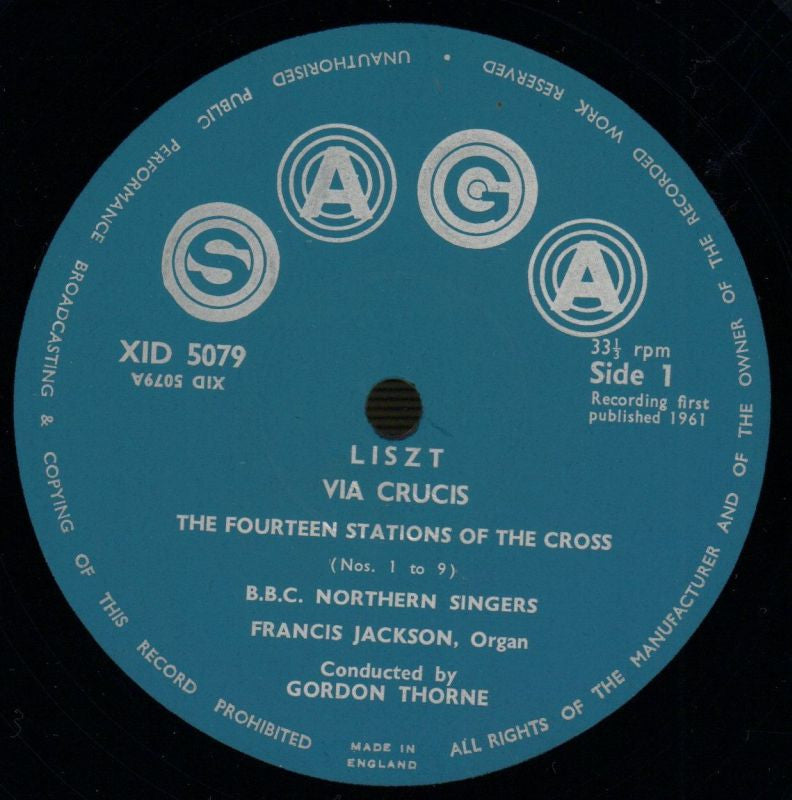 SAGA
XID 5079
XID 5079A
33⅓ rpm
Side 1
Recording first
published 1961
LISZT
VIA CRUCIS
THE FOURTEEN STATIONS OF THE CROSS
(Nos. 1 to 9)
B.B.C. NORTHERN SINGERS
FRANCIS JACKSON, Organ
Conducted by
GORDON THORNE
MADE IN
ENGLAND
ALL RIGHTS OF THE MANUFACTURER AND OF THE OWNER OF THE RECORDED WORK RESERVED • UNAUTHORISED PUBLIC PERFORMANCE BROADCASTING & COPYING OF THIS RECORD PROHIBITED